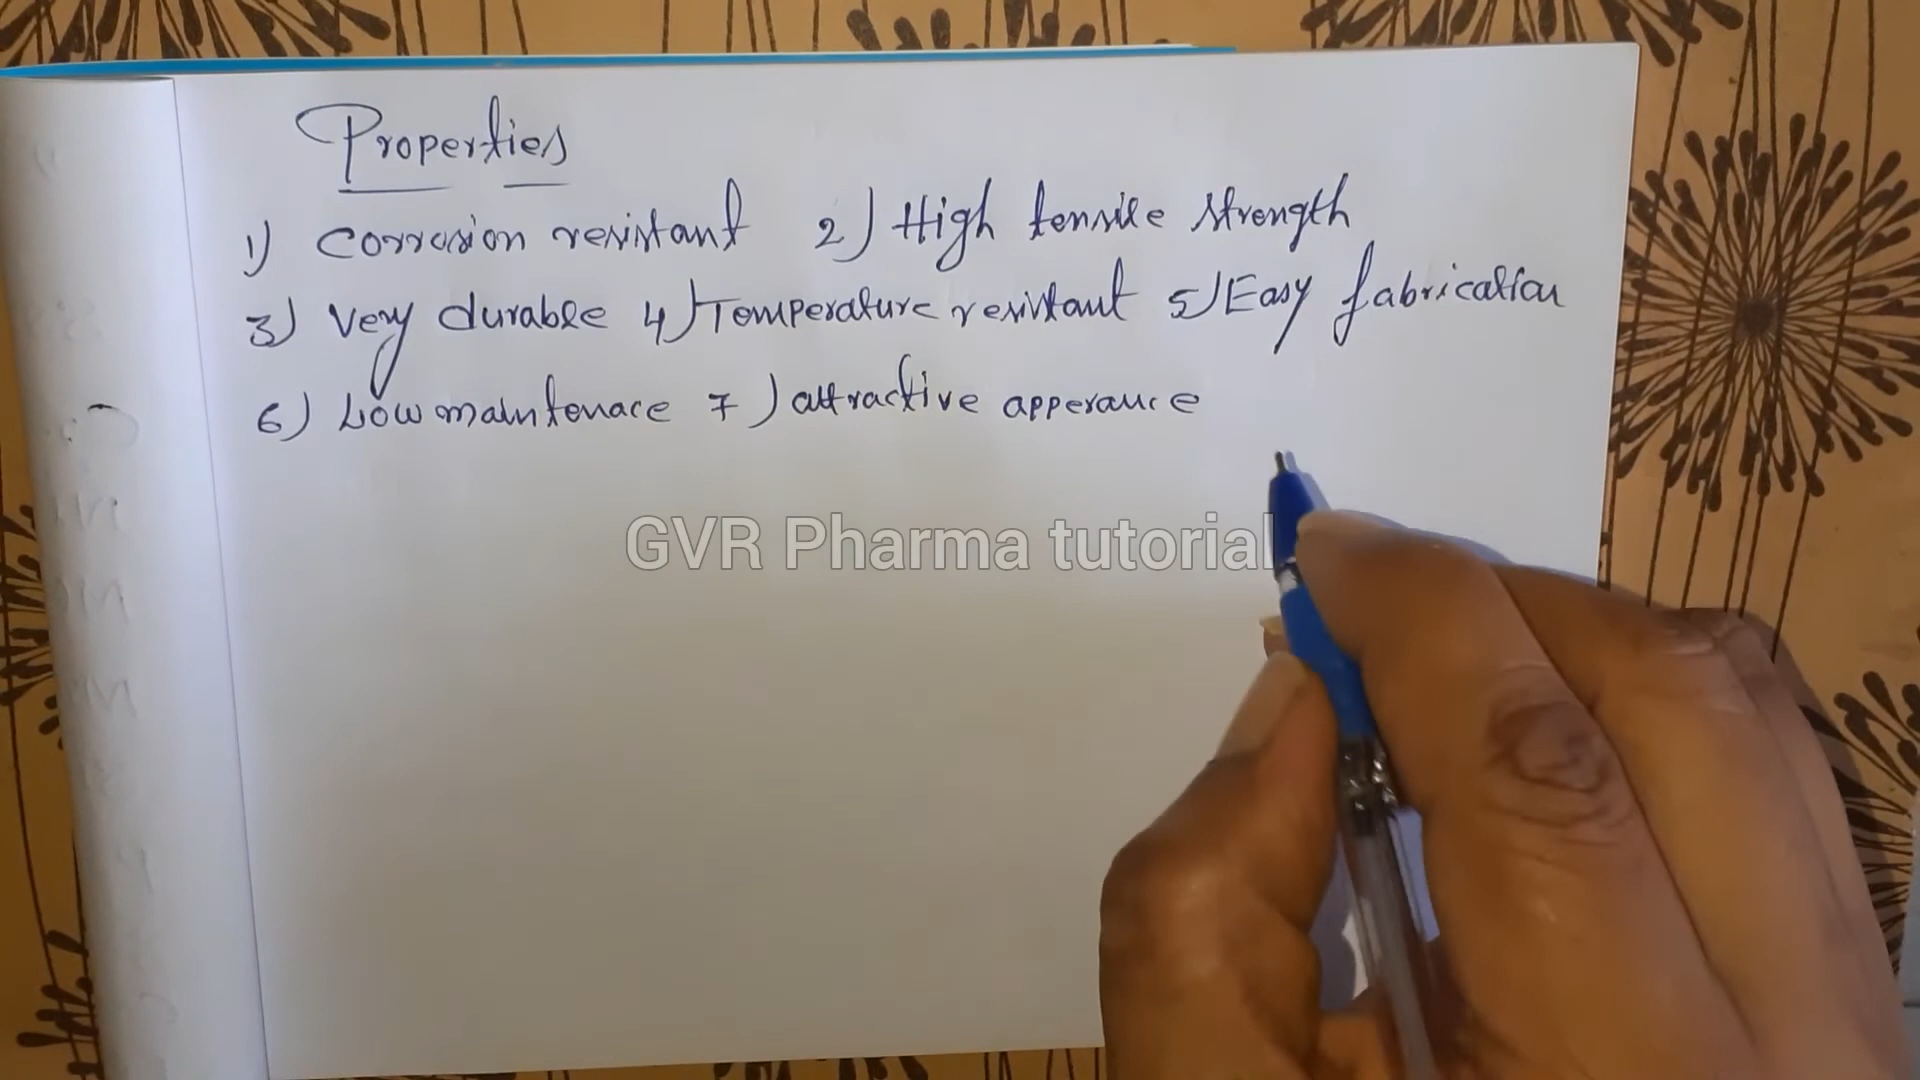 Properties
1) Corrosion resistant 2) High tensile strength
3) Very durable 4) Temperature resistant 5) Easy fabrication
6) Low maintenace 7) attractive apperance
GVR Pharma tutorial